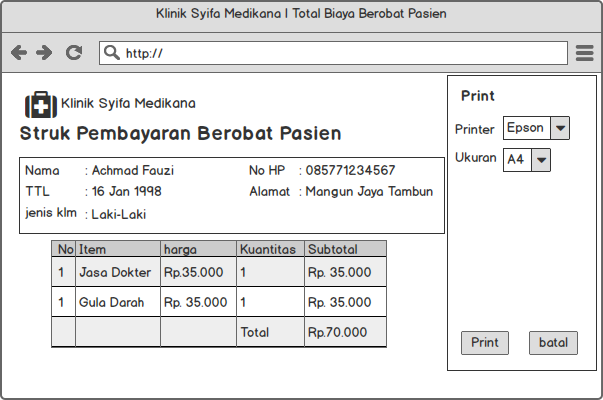 Klinik Syifa Medikana I Total Biaya Berobat Pasien
http://
Klinik Syifa Medikana
Struk Pembayaran Berobat Pasien
Nama : Achmad Fauzi No HP : 085771234567
TTL : 16 Jan 1998 Alamat : Mangun Jaya Tambun
jenis klm : Laki-Laki
No Item harga Kuantitas Subtotal
1 Jasa Dokter Rp.35.000 1 Rp. 35.000
1 Gula Darah Rp. 35.000 1 Rp. 35.000
Total Rp.70.000
Print
Printer Epson
Ukuran A4
Print batal